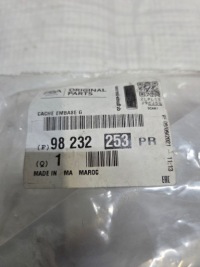 ORIGINAL
PARTS
CACHE EMBASE G
(P) 98 232 253 PR
(Q) 1
MADE IN MA MAROC